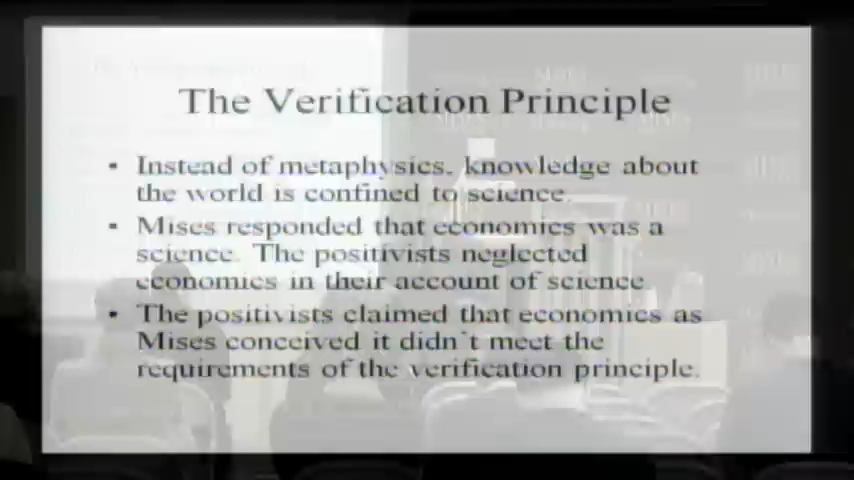 The Verification Principle
• Instead of metaphysics, knowledge about
the world is confined to science.
• Mises responded that economics was a
science. The positivists neglected
economics in their account of science.
• The positivists claimed that economics as
Mises conceived it didn't meet the
requirements of the verification principle.